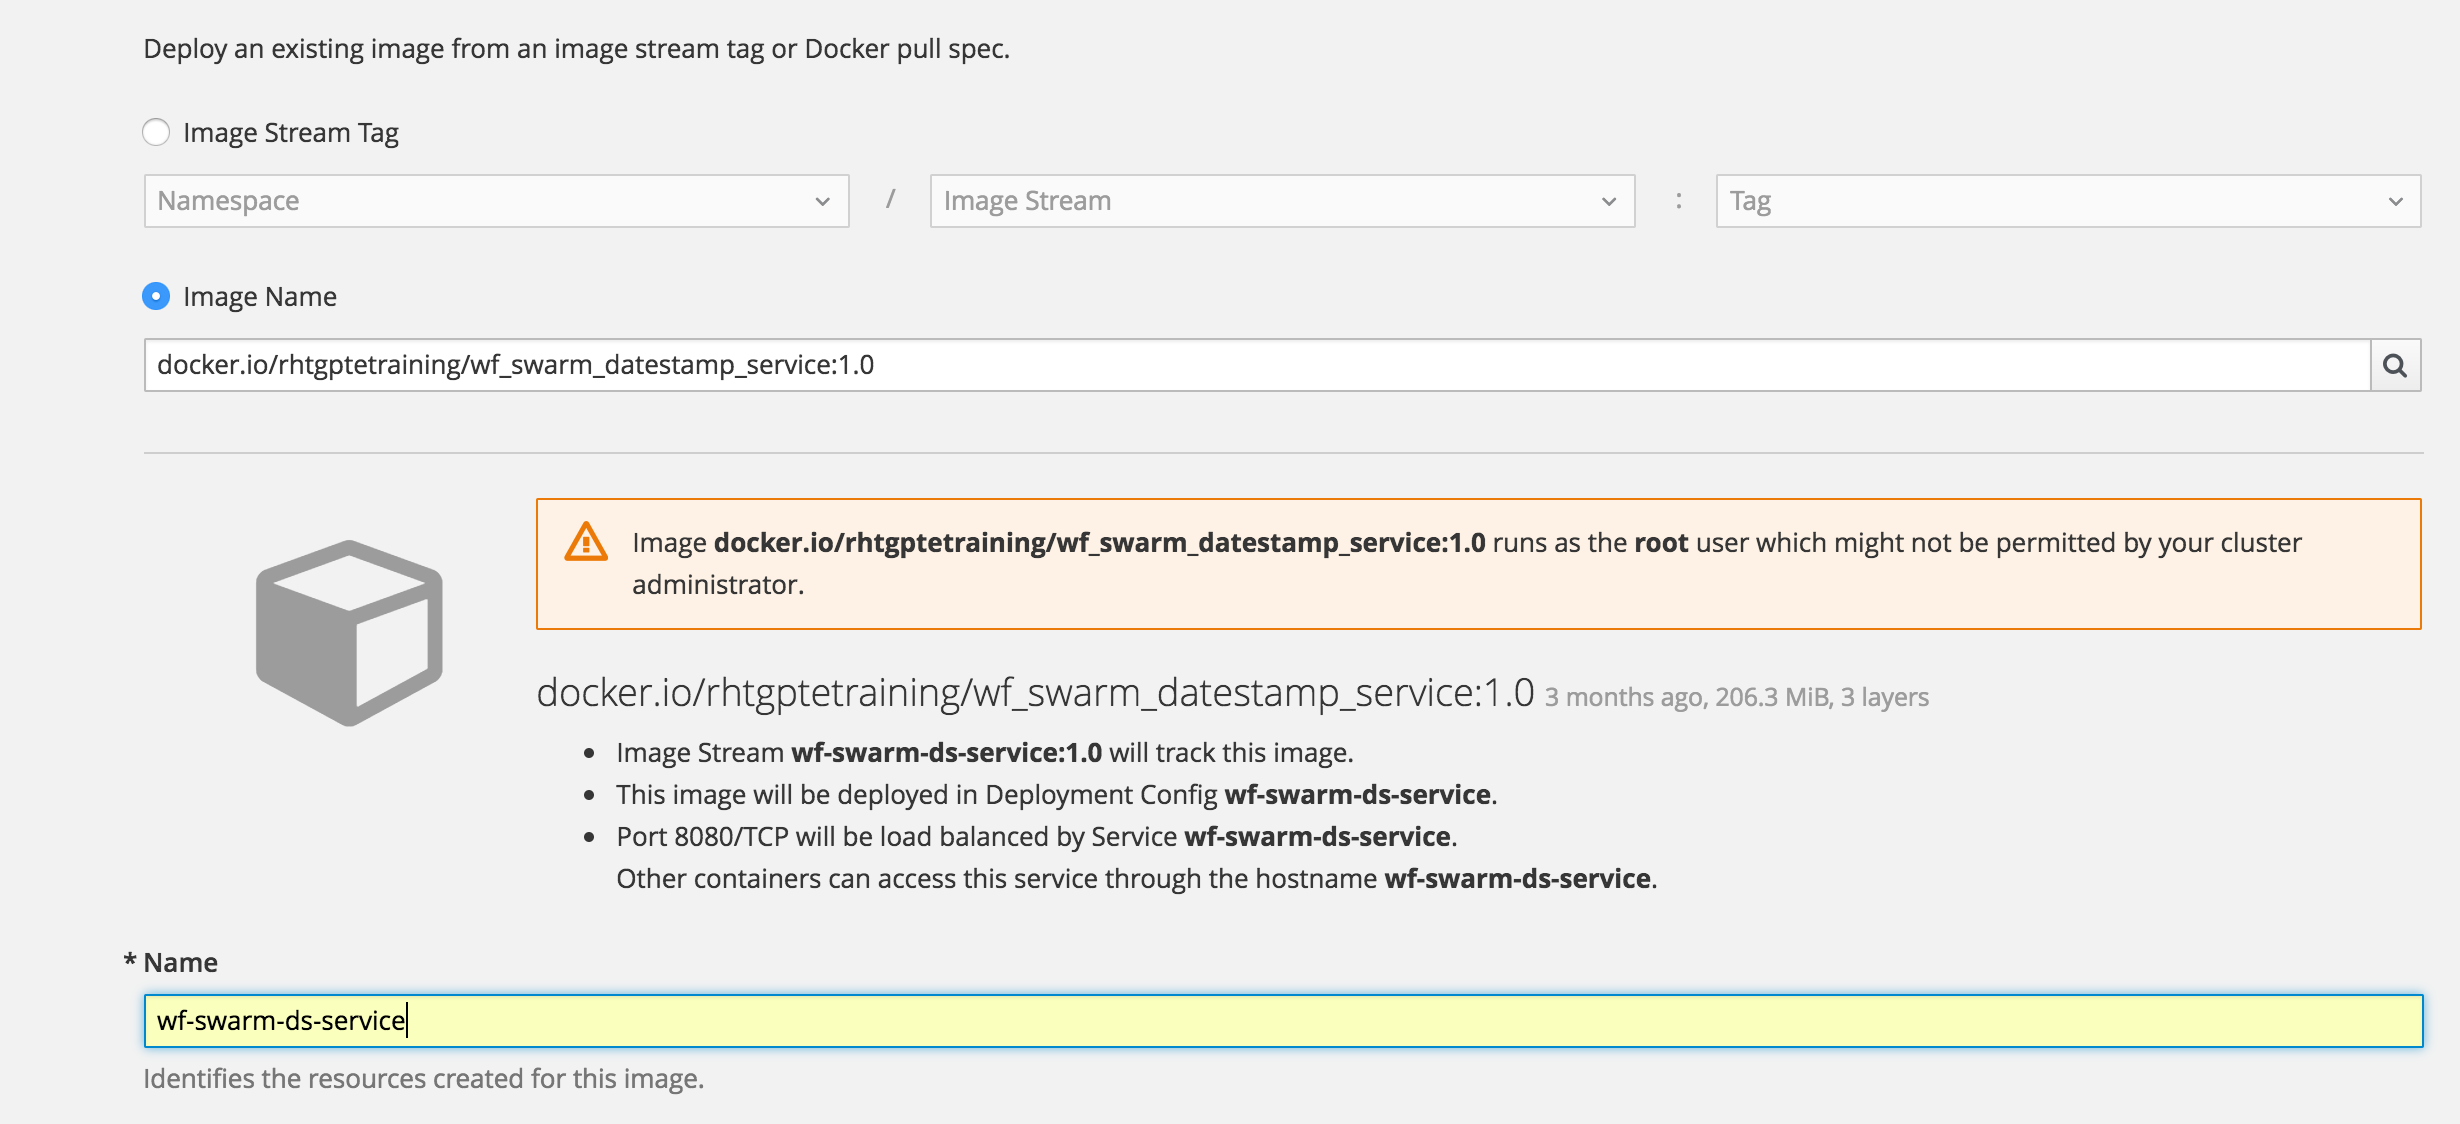 Deploy an existing image from an image stream tag or Docker pull spec.
Image Stream Tag
Namespace / Image Stream : Tag
Image Name
docker.io/rhtgptetraining/wf_swarm_datestamp_service:1.0
Image docker.io/rhtgptetraining/wf_swarm_datestamp_service:1.0 runs as the root user which might not be permitted by your cluster
administrator.
docker.io/rhtgptetraining/wf_swarm_datestamp_service:1.0 3 months ago, 206.3 MiB, 3 layers
• Image Stream wf-swarm-ds-service:1.0 will track this image.
• This image will be deployed in Deployment Config wf-swarm-ds-service.
• Port 8080/TCP will be load balanced by Service wf-swarm-ds-service.
Other containers can access this service through the hostname wf-swarm-ds-service.
* Name
wf-swarm-ds-service
Identifies the resources created for this image.